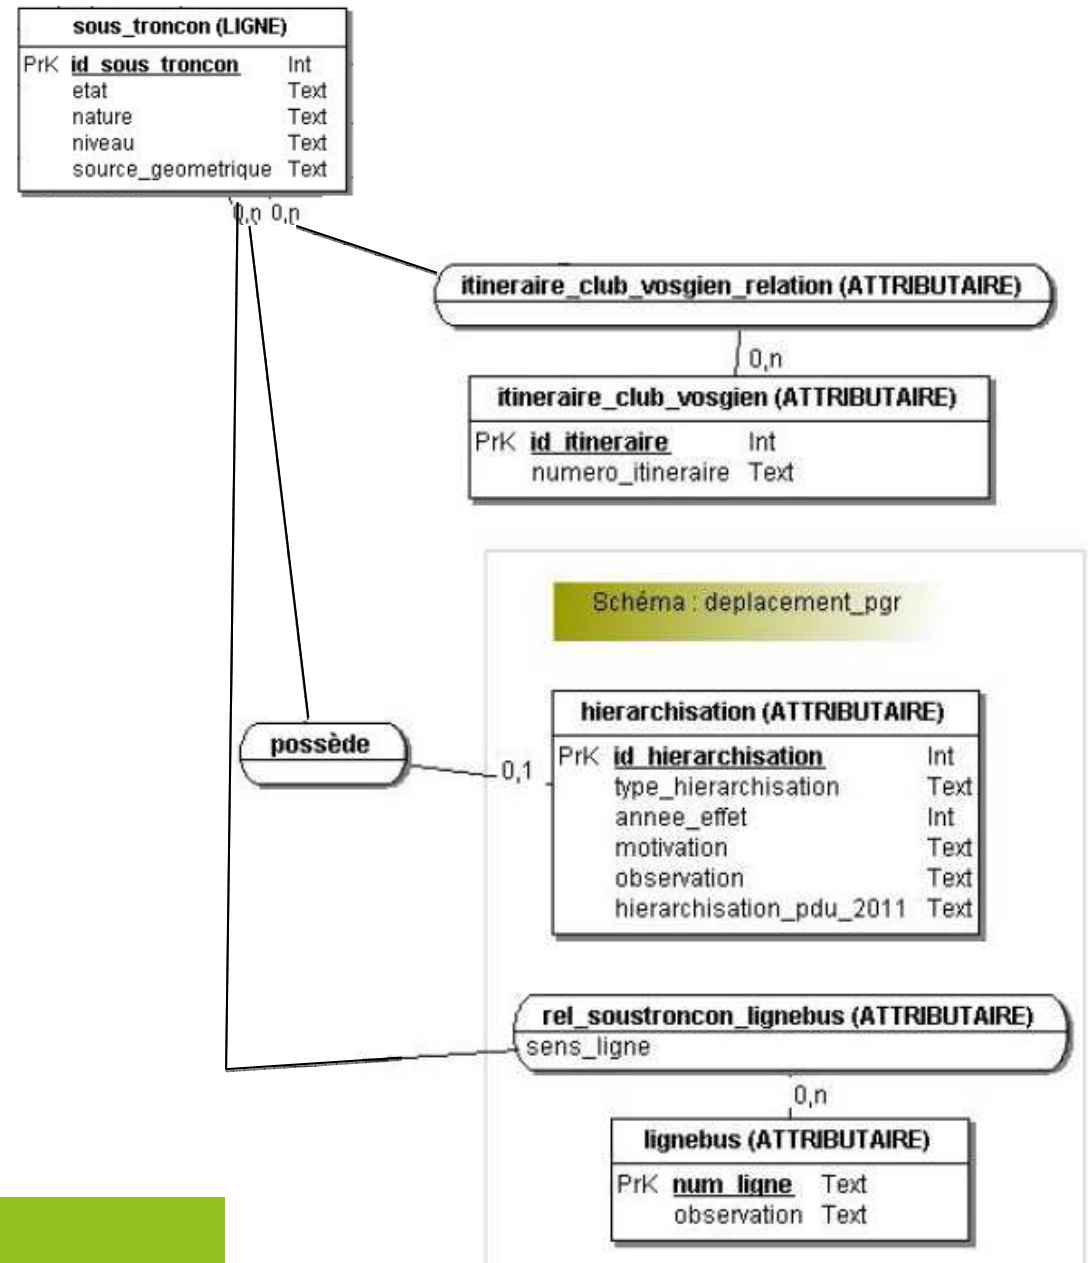 sous_troncon (LIGNE)
PrK id_sous_troncon Int
etat Text
nature Text
niveau Text
source_geometrique Text
0,n 0,n
itineraire_club_vosgien_relation (ATTRIBUTAIRE)
0,n
itineraire_club_vosgien (ATTRIBUTAIRE)
PrK id_itineraire Int
numero_itineraire Text
Schéma : deplacement_pgr
possède
0,1
hierarchisation (ATTRIBUTAIRE)
PrK id_hierarchisation Int
type_hierarchisation Text
annee_effet Int
motivation Text
observation Text
hierarchisation_pdu_2011 Text
rel_soustroncon_lignebus (ATTRIBUTAIRE)
sens_ligne
0,n
lignebus (ATTRIBUTAIRE)
PrK num_ligne Text
observation Text